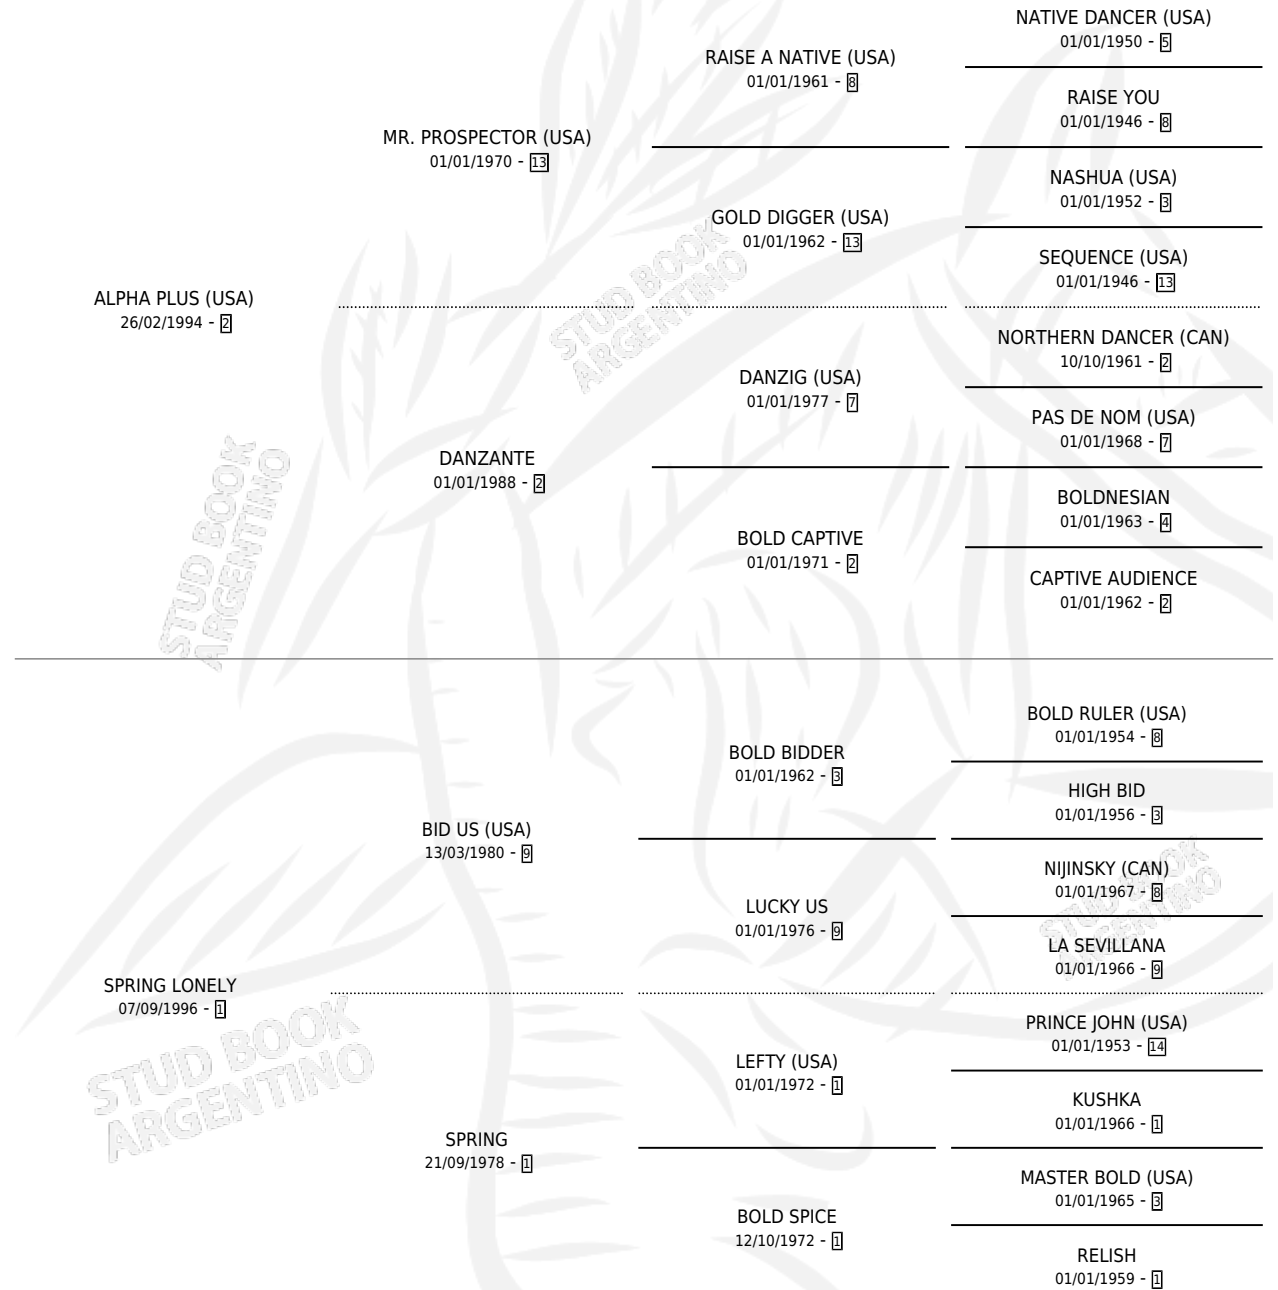 NATIVE DANCER (USA)
01/01/1950 - 5
RAISE A NATIVE (USA)
01/01/1961 - 8
RAISE YOU
01/01/1946 - 8
MR. PROSPECTOR (USA)
01/01/1970 - 13
NASHUA (USA)
01/01/1952 - 3
GOLD DIGGER (USA)
01/01/1962 - 13
SEQUENCE (USA)
01/01/1946 - 13
ALPHA PLUS (USA)
26/02/1994 - 2
STUD BOOK
ARGENTINO
NORTHERN DANCER (CAN)
10/10/1961 - 2
DANZIG (USA)
01/01/1977 - 7
PAS DE NOM (USA)
01/01/1968 - 7
DANZANTE
01/01/1988 - 2
BOLDNESIAN
01/01/1963 - 4
BOLD CAPTIVE
01/01/1971 - 2
CAPTIVE AUDIENCE
01/01/1962 - 2
STUD BOOK
ARGENTINO
BOLD RULER (USA)
01/01/1954 - 8
BOLD BIDDER
01/01/1962 - 3
HIGH BID
01/01/1956 - 3
BID US (USA)
13/03/1980 - 9
NIJINSKY (CAN)
01/01/1967 - 8
LUCKY US
01/01/1976 - 9
LA SEVILLANA
01/01/1966 - 9
STUD BOOK
ARGENTINO
SPRING LONELY
07/09/1996 - 1
STUD BOOK
ARGENTINO
PRINCE JOHN (USA)
01/01/1953 - 14
LEFTY (USA)
01/01/1972 - 1
KUSHKA
01/01/1966 - 1
SPRING
21/09/1978 - 1
MASTER BOLD (USA)
01/01/1965 - 3
BOLD SPICE
12/10/1972 - 1
RELISH
01/01/1959 - 1